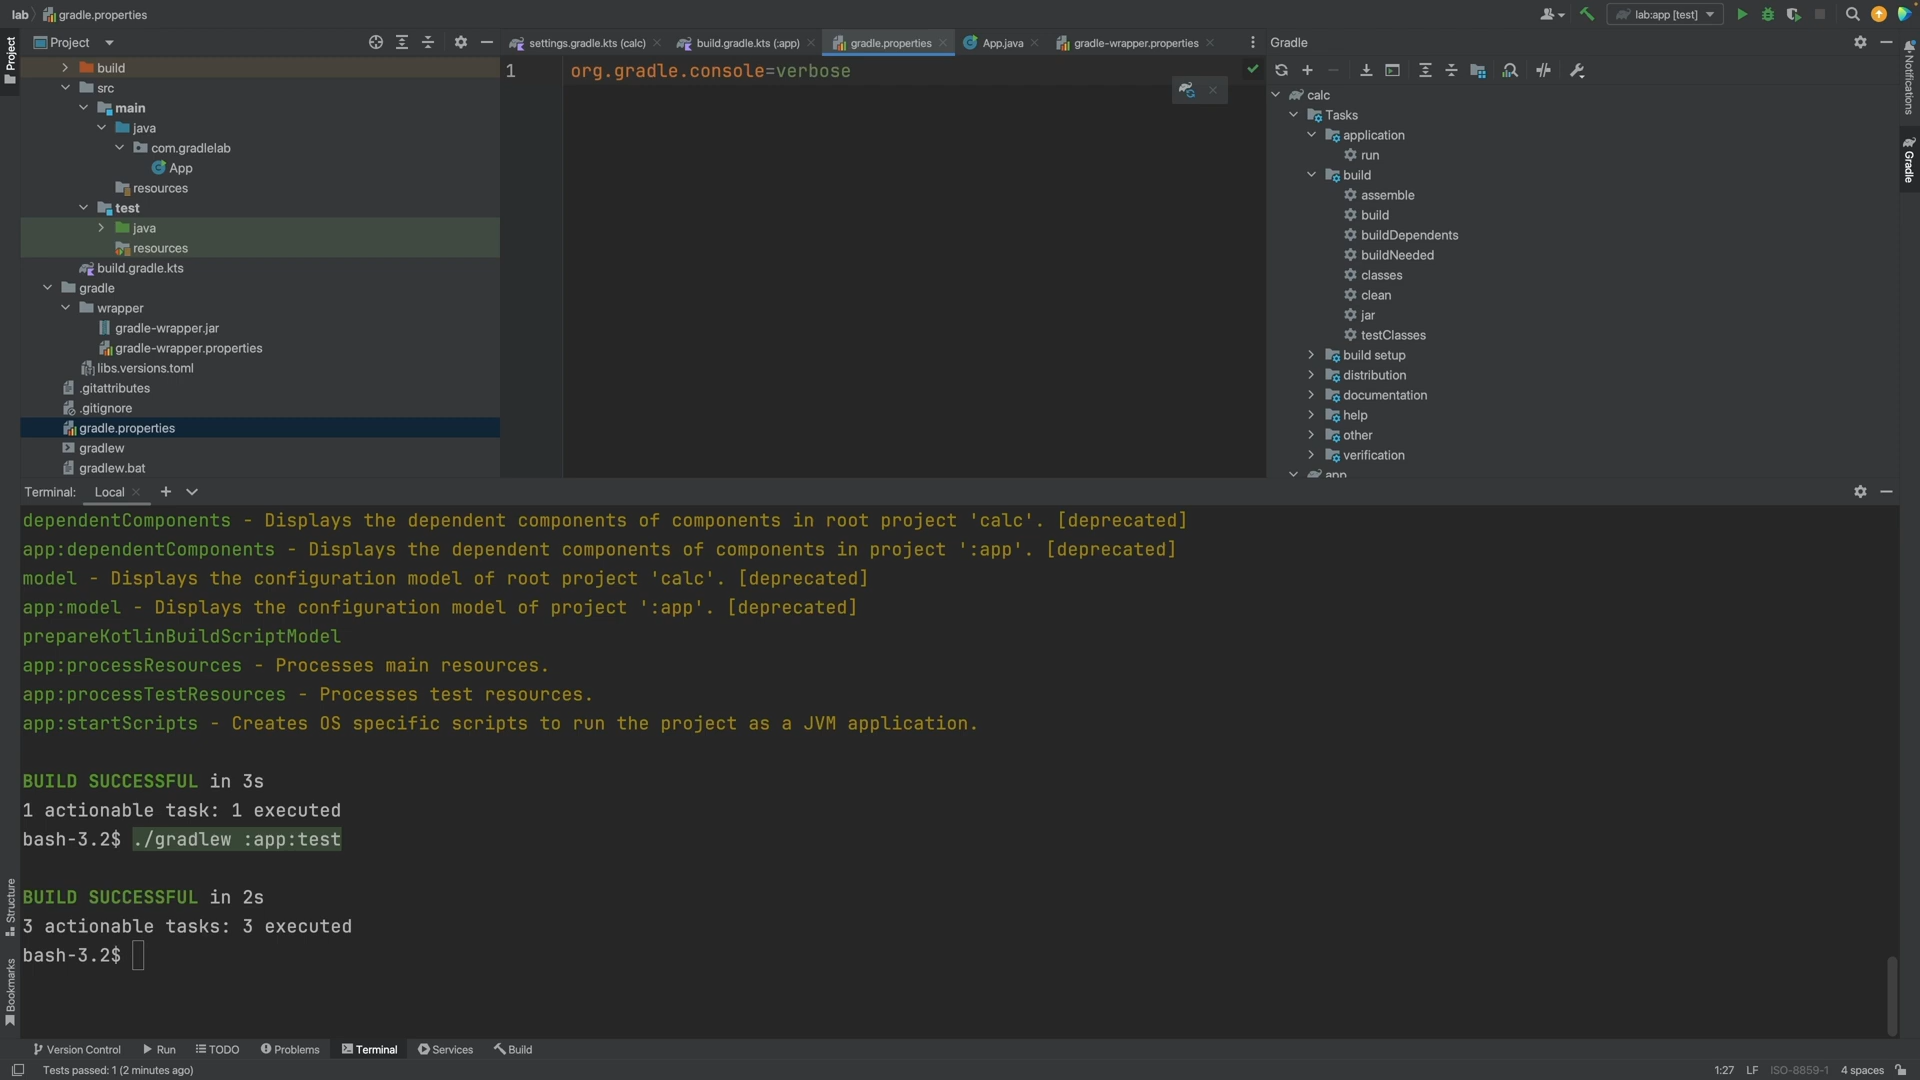 lab gradle.properties lab:app [test]
Project
settings.gradle.kts (calc) build.gradle.kts (:app) gradle.properties App.java gradle-wrapper.properties
Gradle
Project
build
src
main
java
com.gradlelab
App
resources
test
java
resources
build.gradle.kts
gradle
wrapper
gradle-wrapper.jar
gradle-wrapper.properties
libs.versions.toml
.gitattributes
.gitignore
gradle.properties
gradlew
gradlew.bat
1 org.gradle.console=verbose
calc
Tasks
application
run
build
assemble
build
buildDependents
buildNeeded
classes
clean
jar
testClasses
build setup
distribution
documentation
help
other
verification
app
Notifications
Gradle
Terminal: Local
dependentComponents - Displays the dependent components of components in root project 'calc'. [deprecated]
app:dependentComponents - Displays the dependent components of components in project ':app'. [deprecated]
model - Displays the configuration model of root project 'calc'. [deprecated]
app:model - Displays the configuration model of project ':app'. [deprecated]
prepareKotlinBuildScriptModel
app:processResources - Processes main resources.
app:processTestResources - Processes test resources.
app:startScripts - Creates OS specific scripts to run the project as a JVM application.
BUILD SUCCESSFUL in 3s
1 actionable task: 1 executed
bash-3.2$ ./gradlew :app:test
BUILD SUCCESSFUL in 2s
3 actionable tasks: 3 executed
bash-3.2$
Structure
Bookmarks
Version Control Run TODO Problems Terminal Services Build
Tests passed: 1 (2 minutes ago) 1:27 LF ISO-8859-1 4 spaces